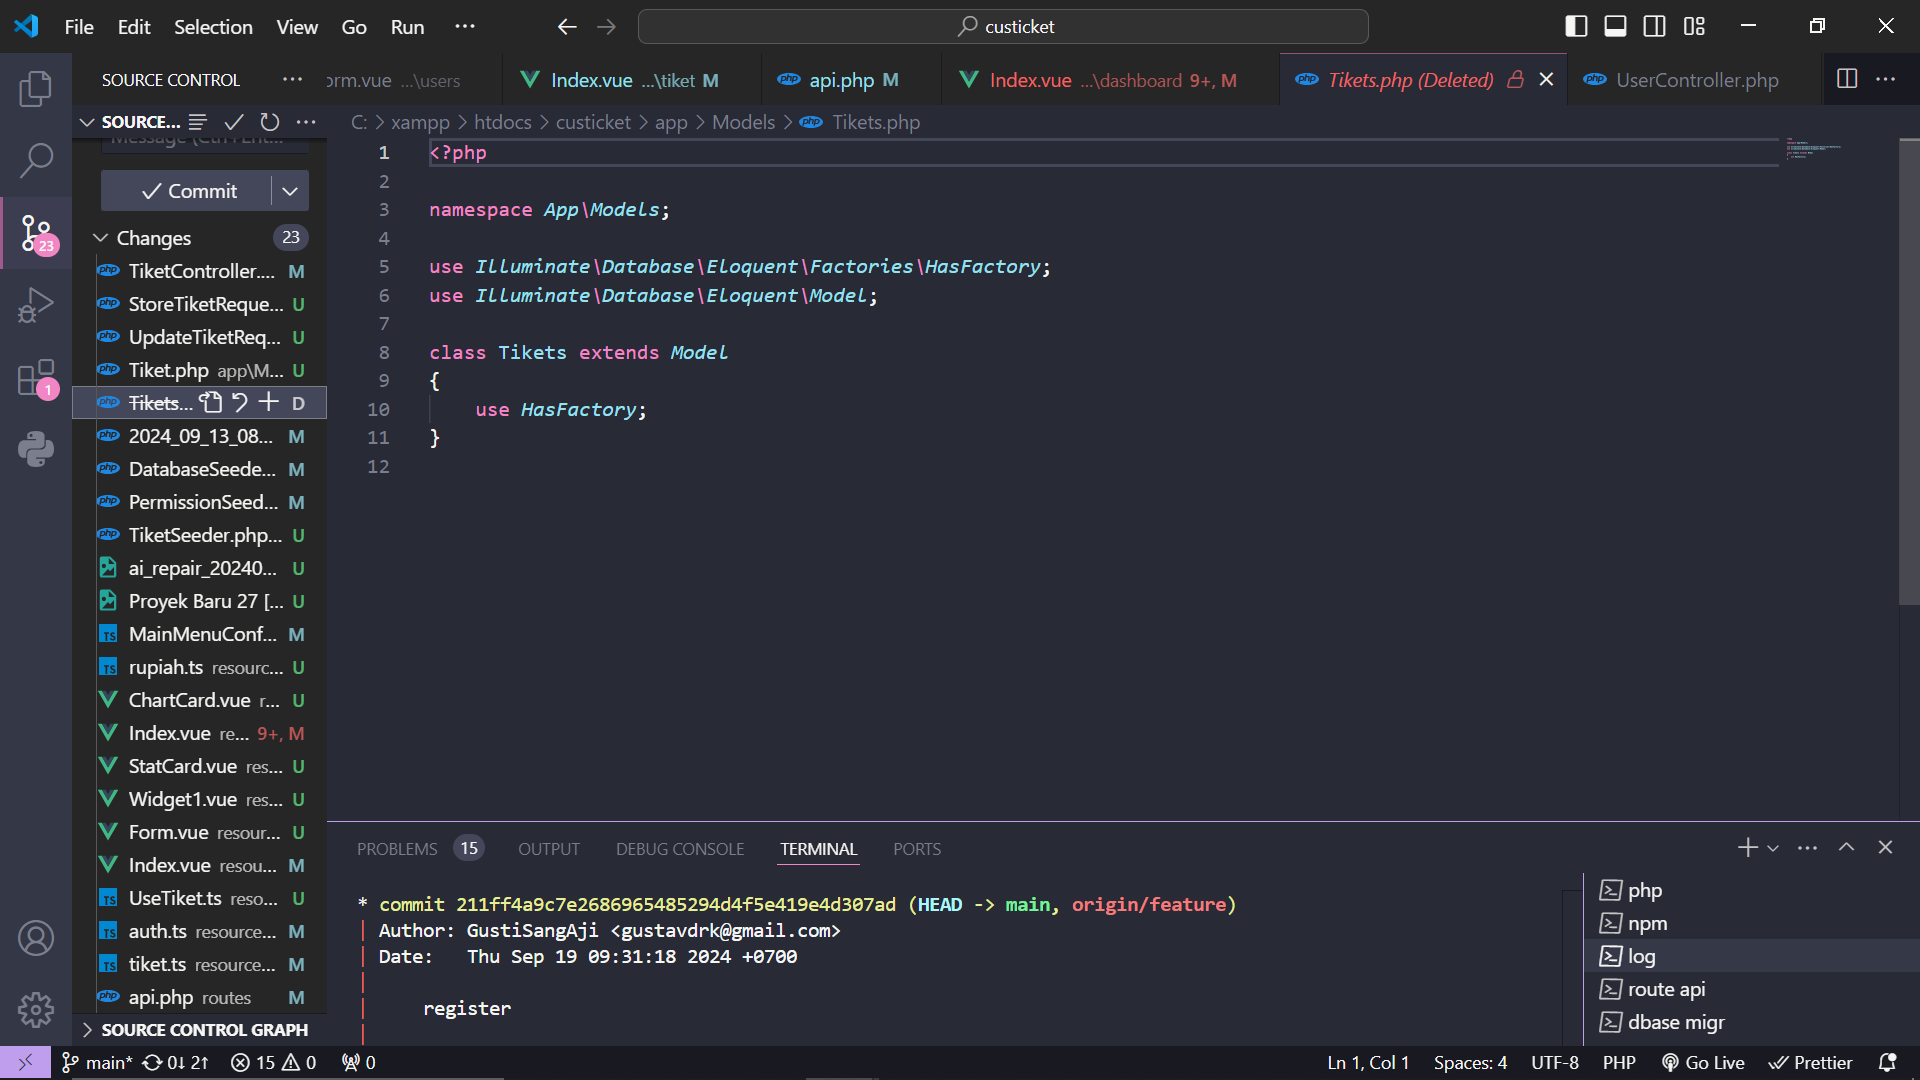 File Edit Selection View Go Run ···
custicket
SOURCE CONTROL ···
orm.vue ...\users
Index.vue ...\tiket M
api.php M
Index.vue ...\dashboard 9+, M
Tikets.php (Deleted)
UserController.php
···
SOURCE... ···
C: > xampp > htdocs > custicket > app > Models > Tikets.php
Message (Ctrl+Ent...
Commit
Changes 23
TiketController.... M
StoreTiketReque... U
UpdateTiketReq... U
Tiket.php app\M... U
Tikets... D
2024_09_13_08... M
DatabaseSeede... M
PermissionSeed... M
TiketSeeder.php... U
ai_repair_20240... U
Proyek Baru 27 [... U
MainMenuConf... M
rupiah.ts resourc... U
ChartCard.vue r... U
Index.vue re... 9+, M
StatCard.vue res... U
Widget1.vue res... U
Form.vue resour... U
Index.vue resou... M
UseTiket.ts reso... U
auth.ts resource... M
tiket.ts resource... M
api.php routes M
SOURCE CONTROL GRAPH
23
1
1 <?php
2
3 namespace App\Models;
4
5 use Illuminate\Database\Eloquent\Factories\HasFactory;
6 use Illuminate\Database\Eloquent\Model;
7
8 class Tikets extends Model
9 {
10 use HasFactory;
11 }
12
PROBLEMS 15 OUTPUT DEBUG CONSOLE TERMINAL PORTS ···
* commit 211ff4a9c7e2686965485294d4f5e419e4d307ad (HEAD -> main, origin/feature)
| Author: GustiSangAji <gustavdrk@gmail.com>
| Date: Thu Sep 19 09:31:18 2024 +0700
|
| register
|
php
npm
log
route api
dbase migr
main* 0↓ 2↑ 15 0 0
Ln 1, Col 1 Spaces: 4 UTF-8 PHP Go Live Prettier